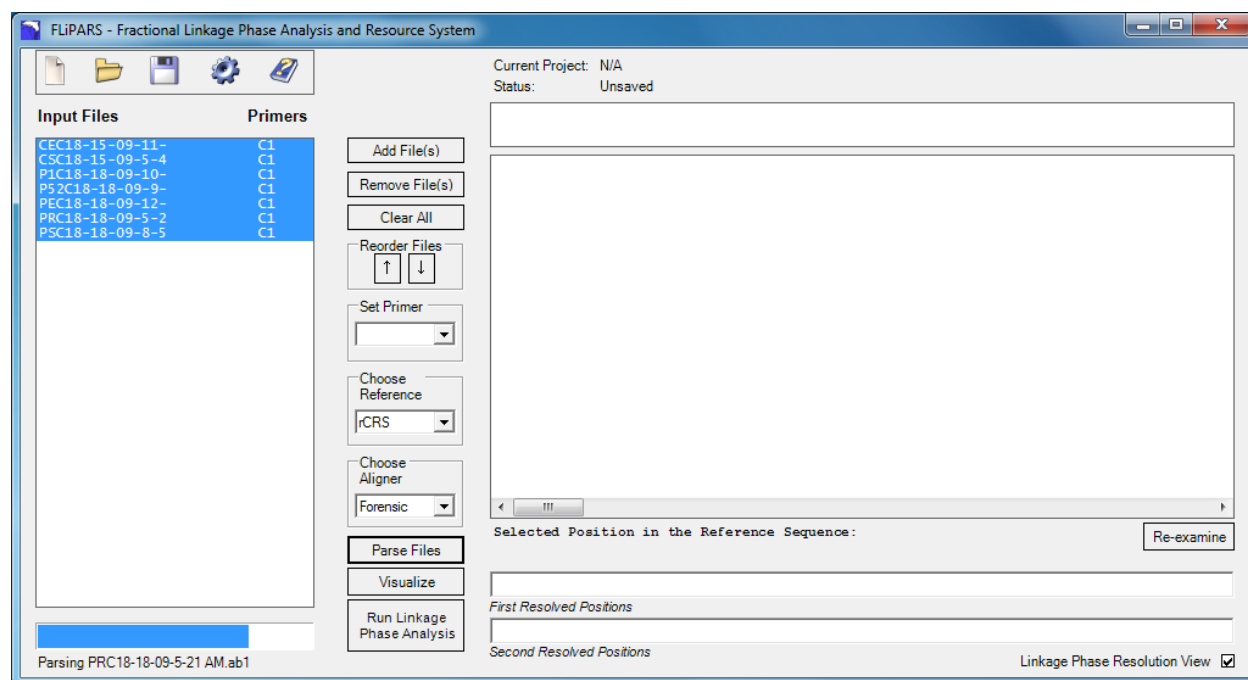 FLiPARS - Fractional Linkage Phase Analysis and Resource System
Current Project: N/A
Status: Unsaved
Input Files Primers
CEC18-15-09-11- C1
CSC18-15-09-5-4 C1
P1C18-18-09-10- C1
P52C18-18-09-9- C1
PEC18-18-09-12- C1
PRC18-18-09-5-2 C1
PSC18-18-09-8-5 C1
Add File(s)
Remove File(s)
Clear All
Reorder Files
↑ ↓
Set Primer
Choose
Reference
rCRS
Choose
Aligner
Forensic
Parse Files
Visualize
Run Linkage
Phase Analysis
Parsing PRC18-18-09-5-21 AM.ab1
Selected Position in the Reference Sequence:
Re-examine
First Resolved Positions
Second Resolved Positions
Linkage Phase Resolution View